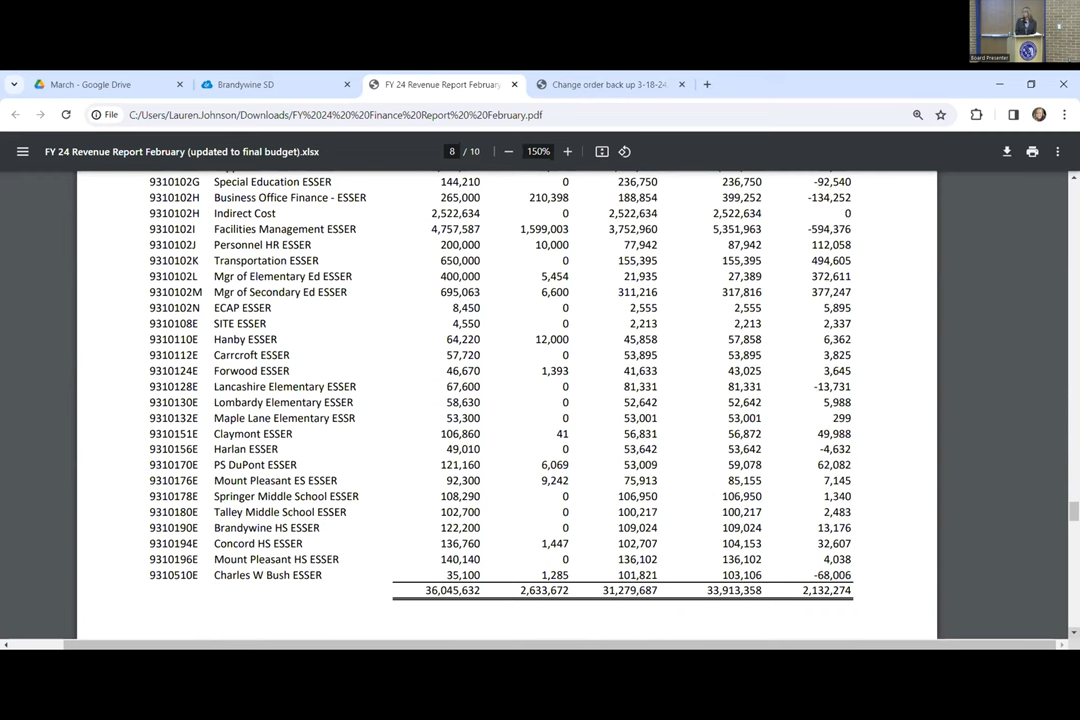 Board Presenter
March - Google Drive
Brandywine SD
FY 24 Revenue Report February
Change order back up 3-18-24
File C:/Users/Lauren.Johnson/Downloads/FY%2024%20%20Finance%20Report%20%20February.pdf
FY 24 Revenue Report February (updated to final budget).xlsx 8 / 10 150%
9310102G Special Education ESSER 144,210 0 236,750 236,750 -92,540
9310102H Business Office Finance - ESSER 265,000 210,398 188,854 399,252 -134,252
9310102H Indirect Cost 2,522,634 0 2,522,634 2,522,634 0
9310102I Facilities Management ESSER 4,757,587 1,599,003 3,752,960 5,351,963 -594,376
9310102J Personnel HR ESSER 200,000 10,000 77,942 87,942 112,058
9310102K Transportation ESSER 650,000 0 155,395 155,395 494,605
9310102L Mgr of Elementary Ed ESSER 400,000 5,454 21,935 27,389 372,611
9310102M Mgr of Secondary Ed ESSER 695,063 6,600 311,216 317,816 377,247
9310102N ECAP ESSER 8,450 0 2,555 2,555 5,895
9310108E SITE ESSER 4,550 0 2,213 2,213 2,337
9310110E Hanby ESSER 64,220 12,000 45,858 57,858 6,362
9310112E Carrcroft ESSER 57,720 0 53,895 53,895 3,825
9310124E Forwood ESSER 46,670 1,393 41,633 43,025 3,645
9310128E Lancashire Elementary ESSER 67,600 0 81,331 81,331 -13,731
9310130E Lombardy Elementary ESSER 58,630 0 52,642 52,642 5,988
9310132E Maple Lane Elementary ESSR 53,300 0 53,001 53,001 299
9310151E Claymont ESSER 106,860 41 56,831 56,872 49,988
9310156E Harlan ESSER 49,010 0 53,642 53,642 -4,632
9310170E PS DuPont ESSER 121,160 6,069 53,009 59,078 62,082
9310176E Mount Pleasant ES ESSER 92,300 9,242 75,913 85,155 7,145
9310178E Springer Middle School ESSER 108,290 0 106,950 106,950 1,340
9310180E Talley Middle School ESSER 102,700 0 100,217 100,217 2,483
9310190E Brandywine HS ESSER 122,200 0 109,024 109,024 13,176
9310194E Concord HS ESSER 136,760 1,447 102,707 104,153 32,607
9310196E Mount Pleasant HS ESSER 140,140 0 136,102 136,102 4,038
9310510E Charles W Bush ESSER 35,100 1,285 101,821 103,106 -68,006
36,045,632 2,633,672 31,279,687 33,913,358 2,132,274